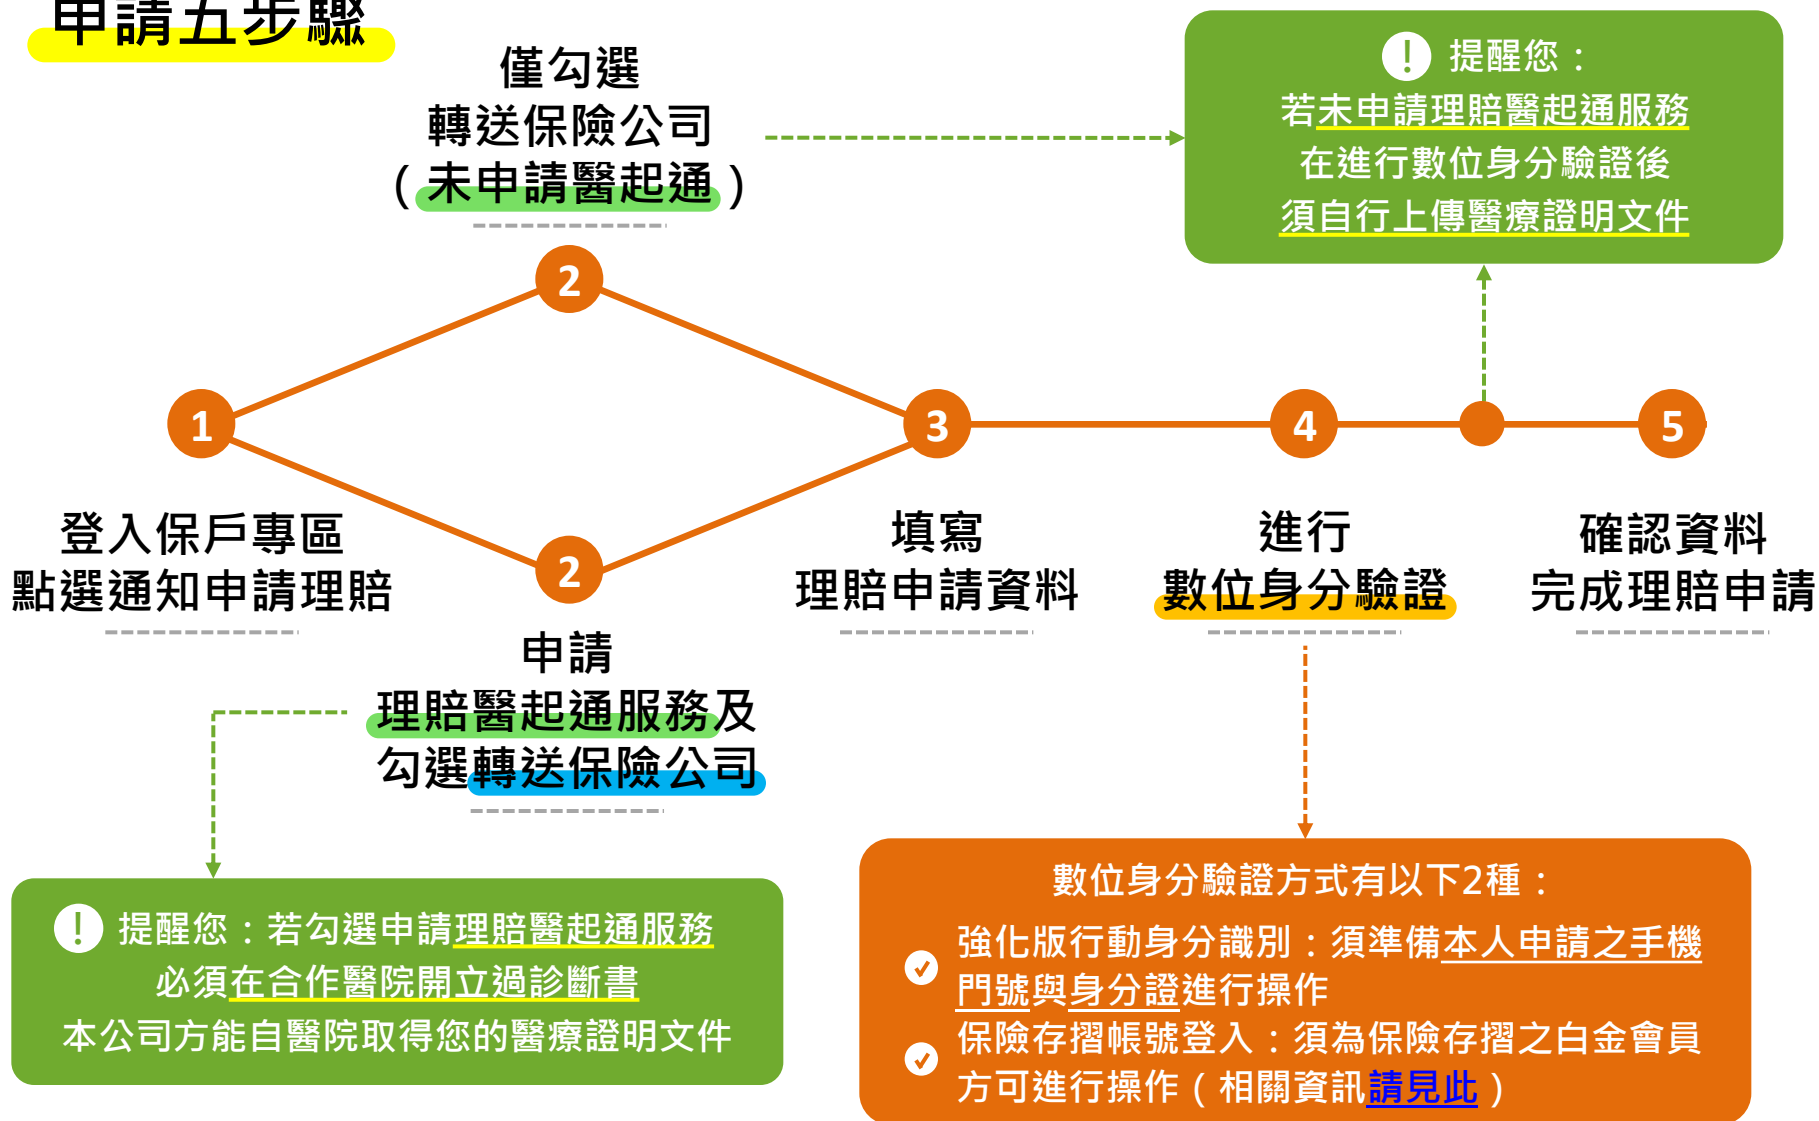 申請五步驟
僅勾選
轉送保險公司
(未申請醫起通)
! 提醒您：
若未申請理賠醫起通服務
在進行數位身分驗證後
須自行上傳醫療證明文件
2
1
3
4
5
2
登入保戶專區
點選通知申請理賠
申請
理賠醫起通服務及
勾選轉送保險公司
填寫
理賠申請資料
進行
數位身分驗證
確認資料
完成理賠申請
! 提醒您：若勾選申請理賠醫起通服務
必須在合作醫院開立過診斷書
本公司方能自醫院取得您的醫療證明文件
數位身分驗證方式有以下2種：
強化版行動身分識別：須準備本人申請之手機
門號與身分證進行操作
保險存摺帳號登入：須為保險存摺之白金會員
方可進行操作(相關資訊請見此)